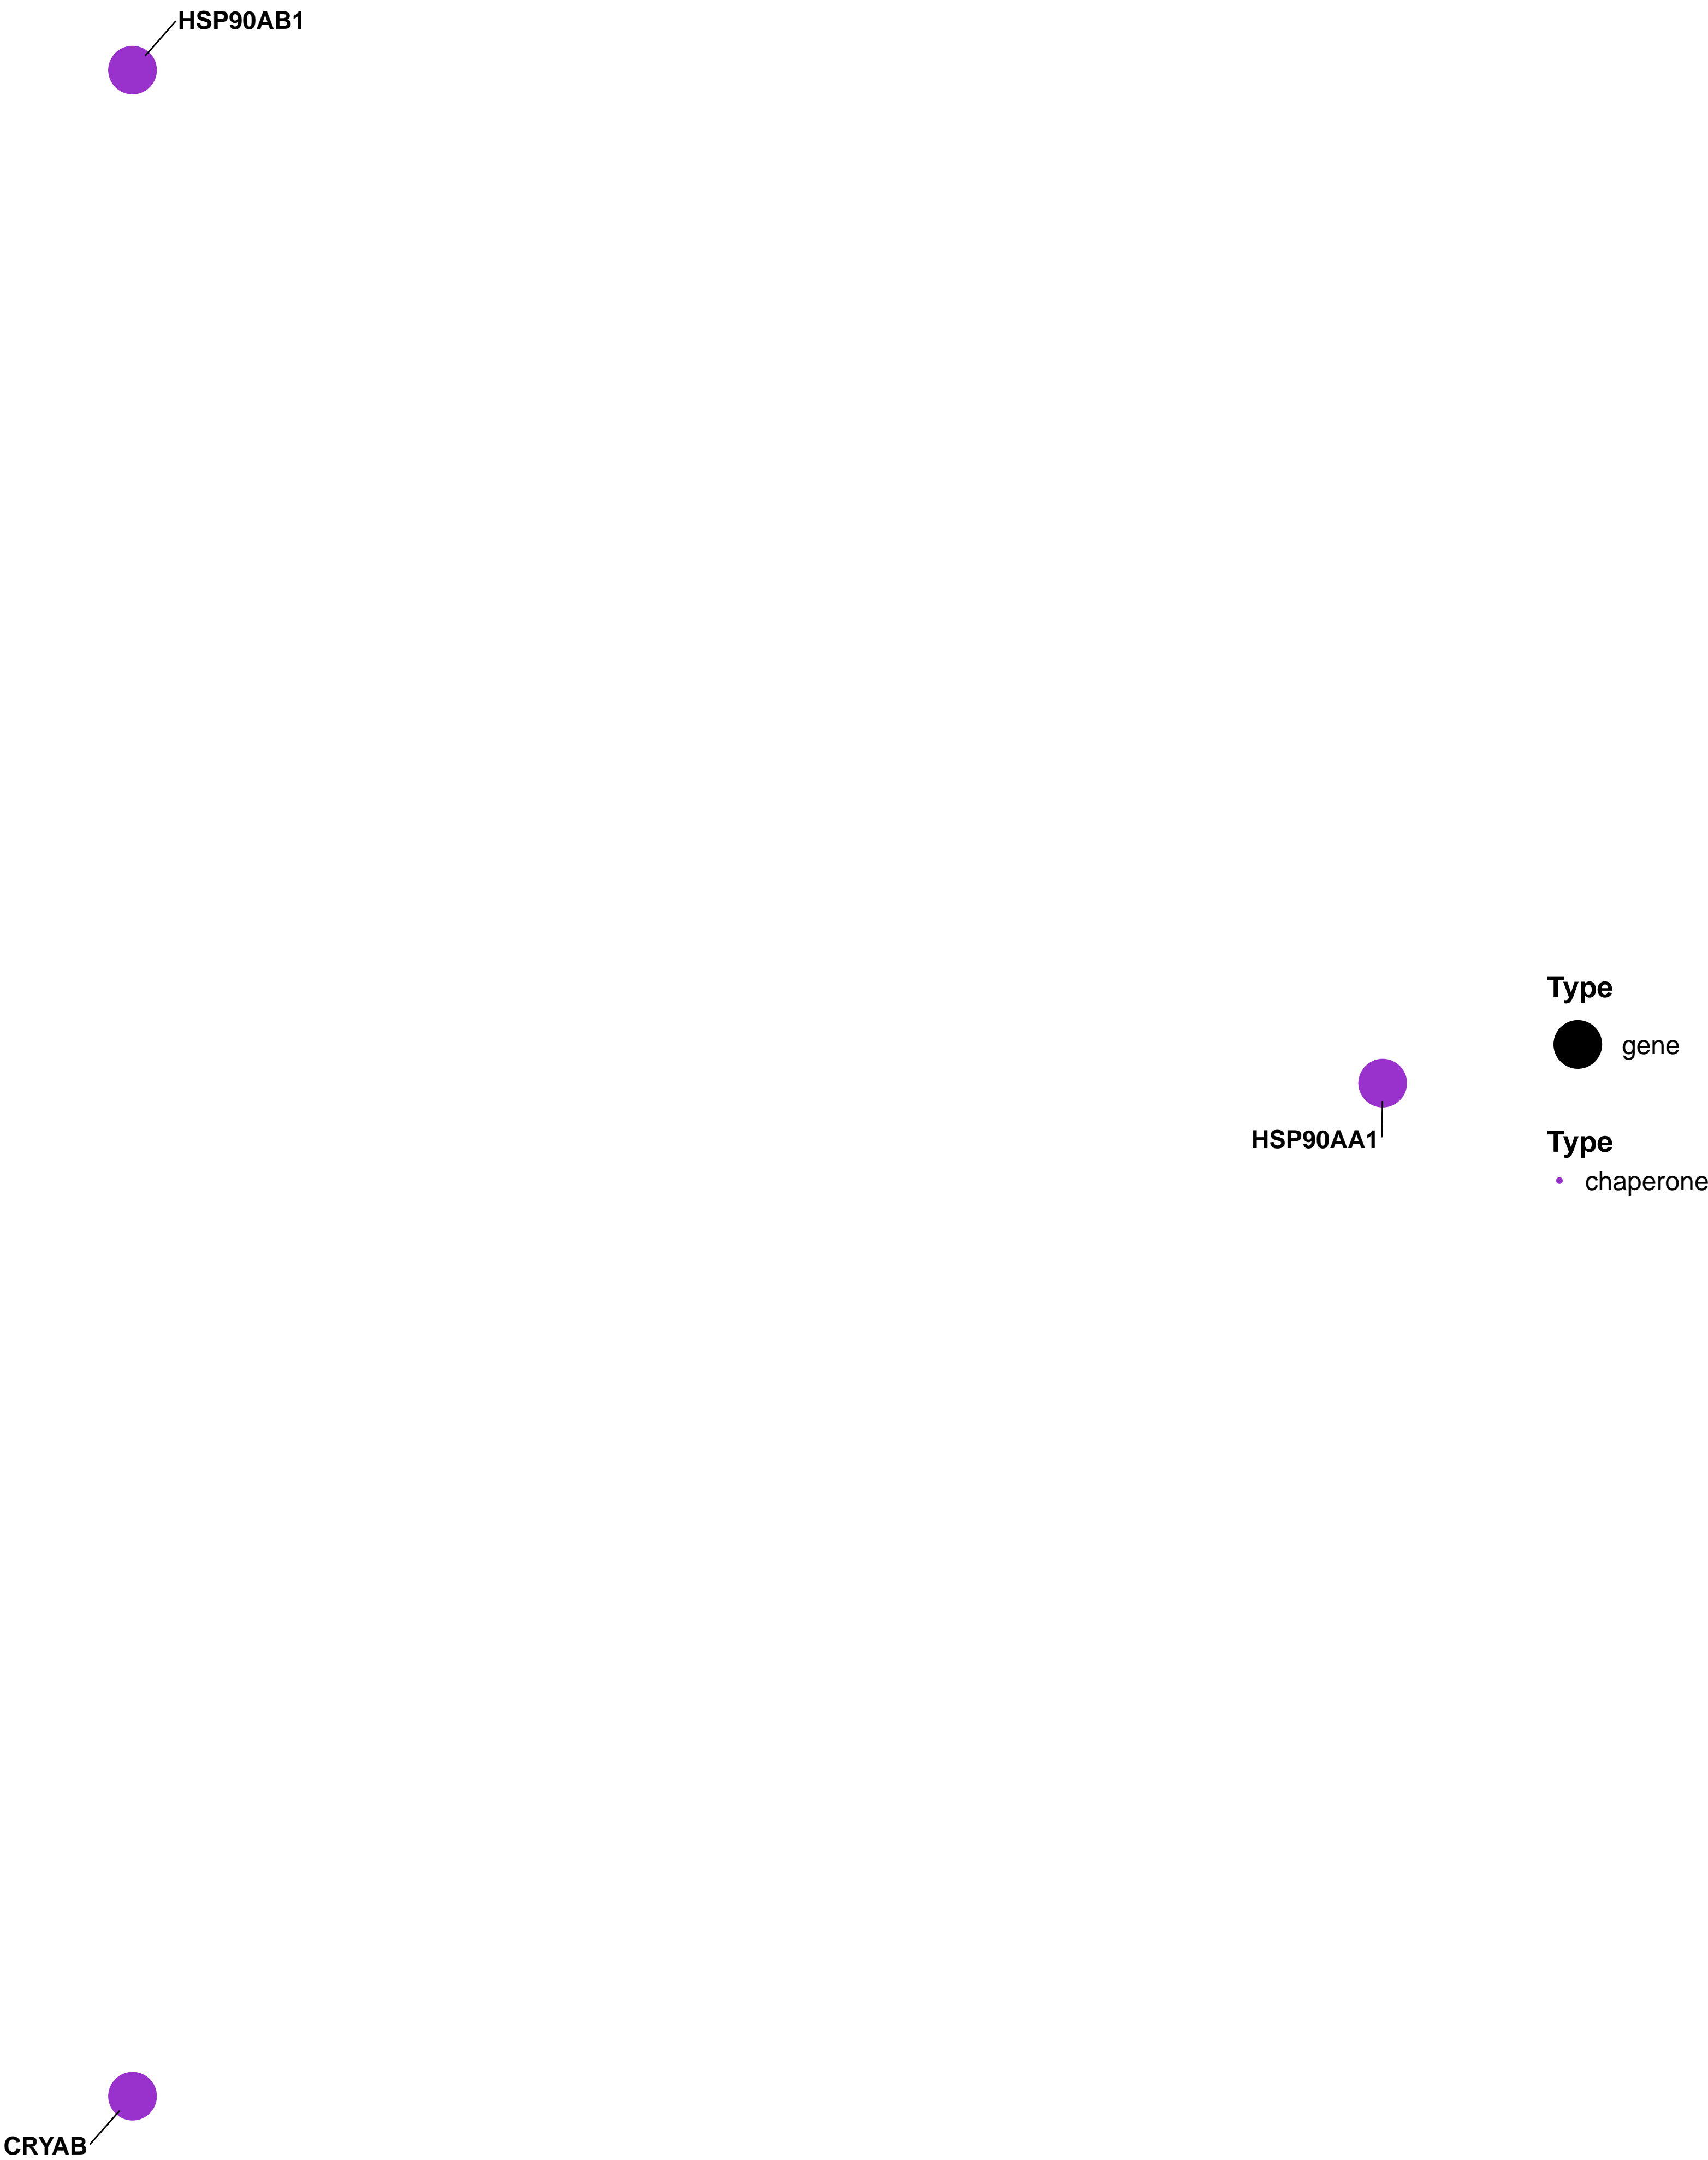 HSP90AB1
Type
gene
HSP90AA1
Type
chaperone
CRYAB